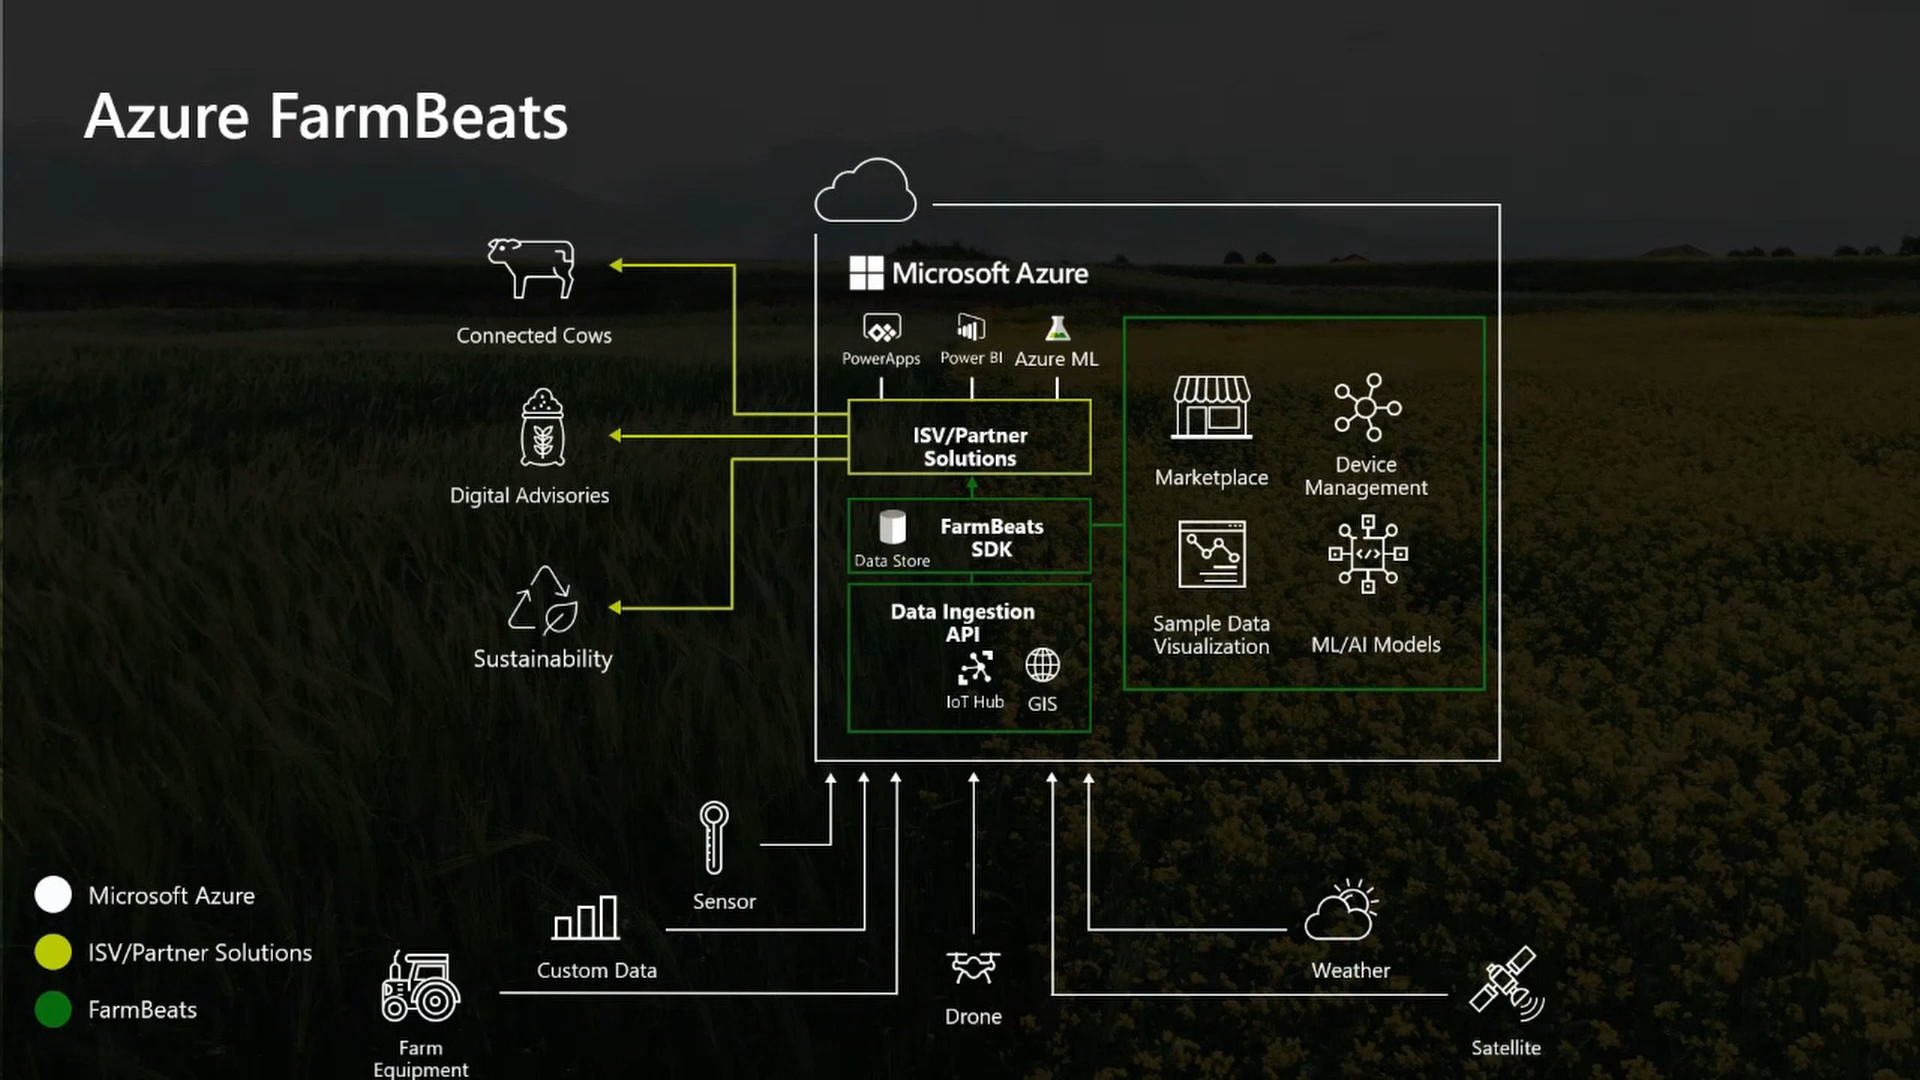 Azure FarmBeats
Microsoft Azure
PowerApps
Power BI
Azure ML
Connected Cows
Digital Advisories
Sustainability
ISV/Partner
Solutions
FarmBeats
SDK
Data Store
Data Ingestion
API
IoT Hub
GIS
Marketplace
Device
Management
Sample Data
Visualization
ML/AI Models
Sensor
Custom Data
Farm
Equipment
Drone
Weather
Satellite
Microsoft Azure
ISV/Partner Solutions
FarmBeats